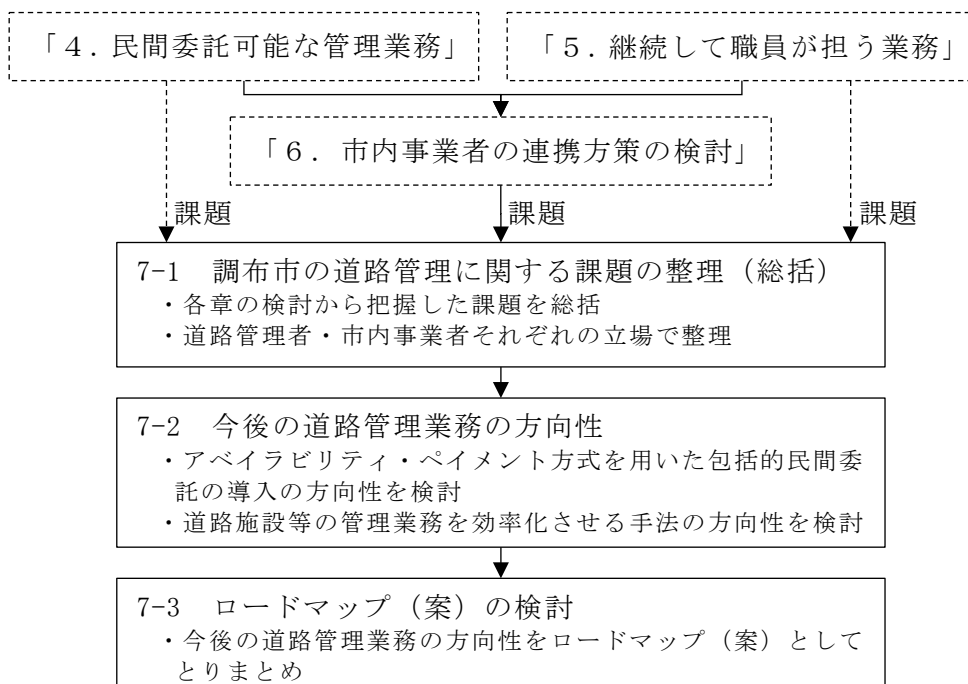 「４．民間委託可能な管理業務」
「５．継続して職員が担う業務」
「６．市内事業者の連携方策の検討」
課題
課題
課題
7-1　調布市の道路管理に関する課題の整理（総括）
・各章の検討から把握した課題を総括
・道路管理者・市内事業者それぞれの立場で整理
7-2　今後の道路管理業務の方向性
・アベイラビリティ・ペイメント方式を用いた包括的民間委
託の導入の方向性を検討
・道路施設等の管理業務を効率化させる手法の方向性を検討
7-3　ロードマップ（案）の検討
・今後の道路管理業務の方向性をロードマップ（案）として
とりまとめ